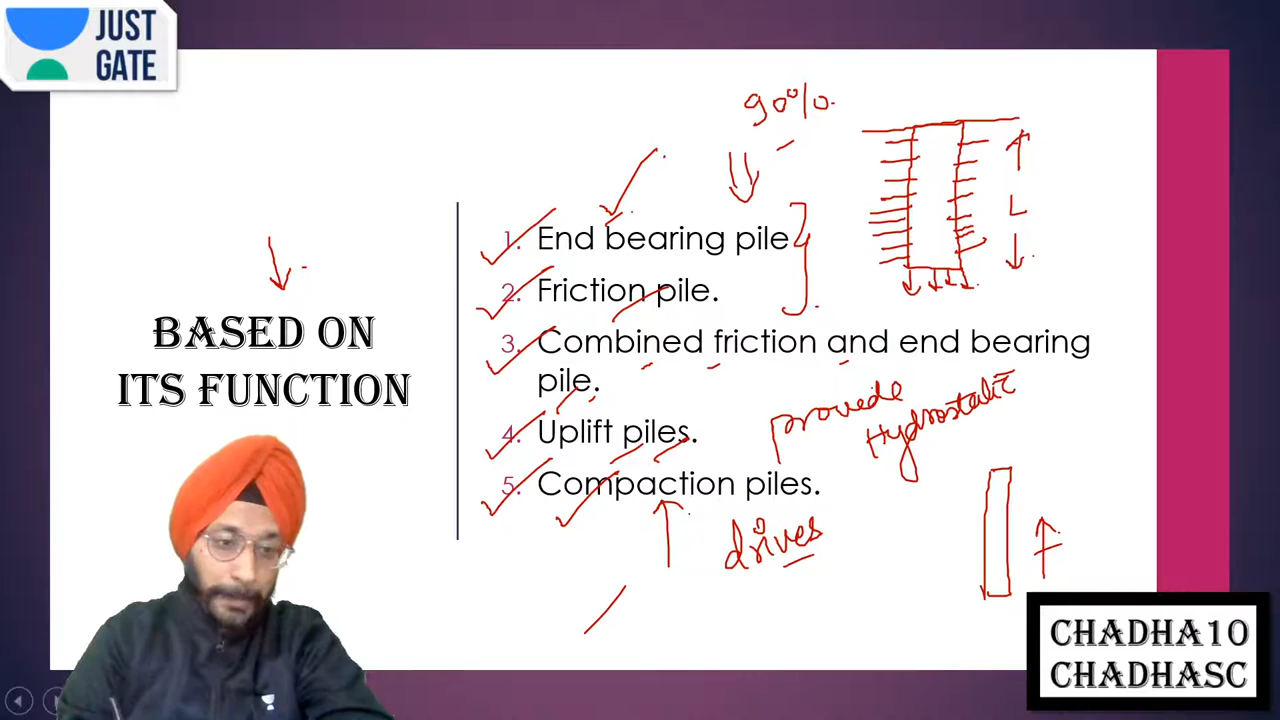 JUST
GATE
90%.
1. End bearing pile
2. Friction pile.
3. Combined friction and end bearing
pile.
4. Uplift piles.
5. Compaction piles.
BASED ON
ITS FUNCTION
L
provide
Hydrostatic
drives
CHADHA10
CHADHASC